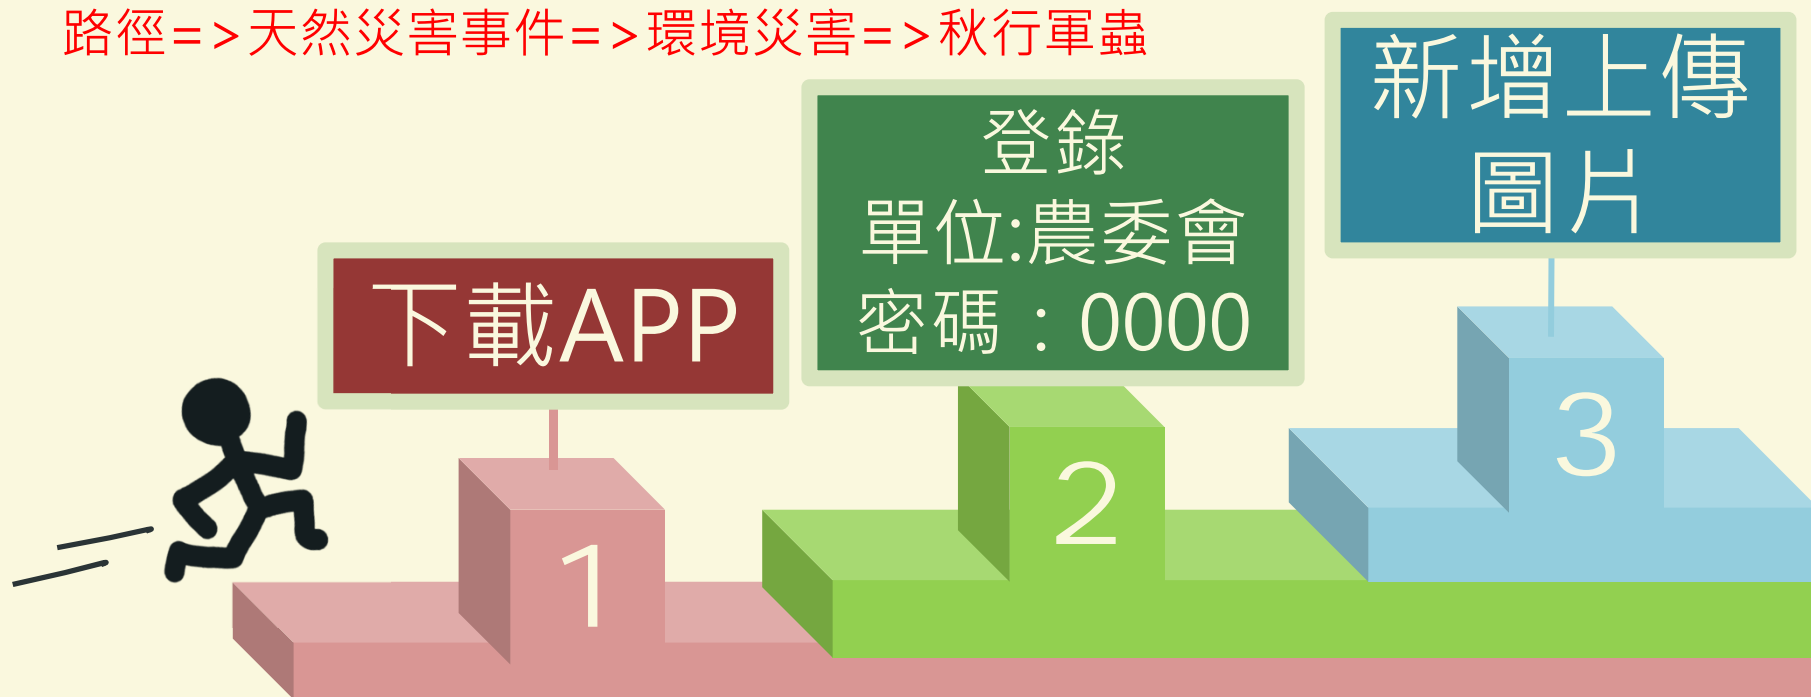 路徑=>天然災害事件=>環境災害=>秋行軍蟲
下載APP
登錄
單位:農委會
密碼：0000
新增上傳
圖片
1
2
3